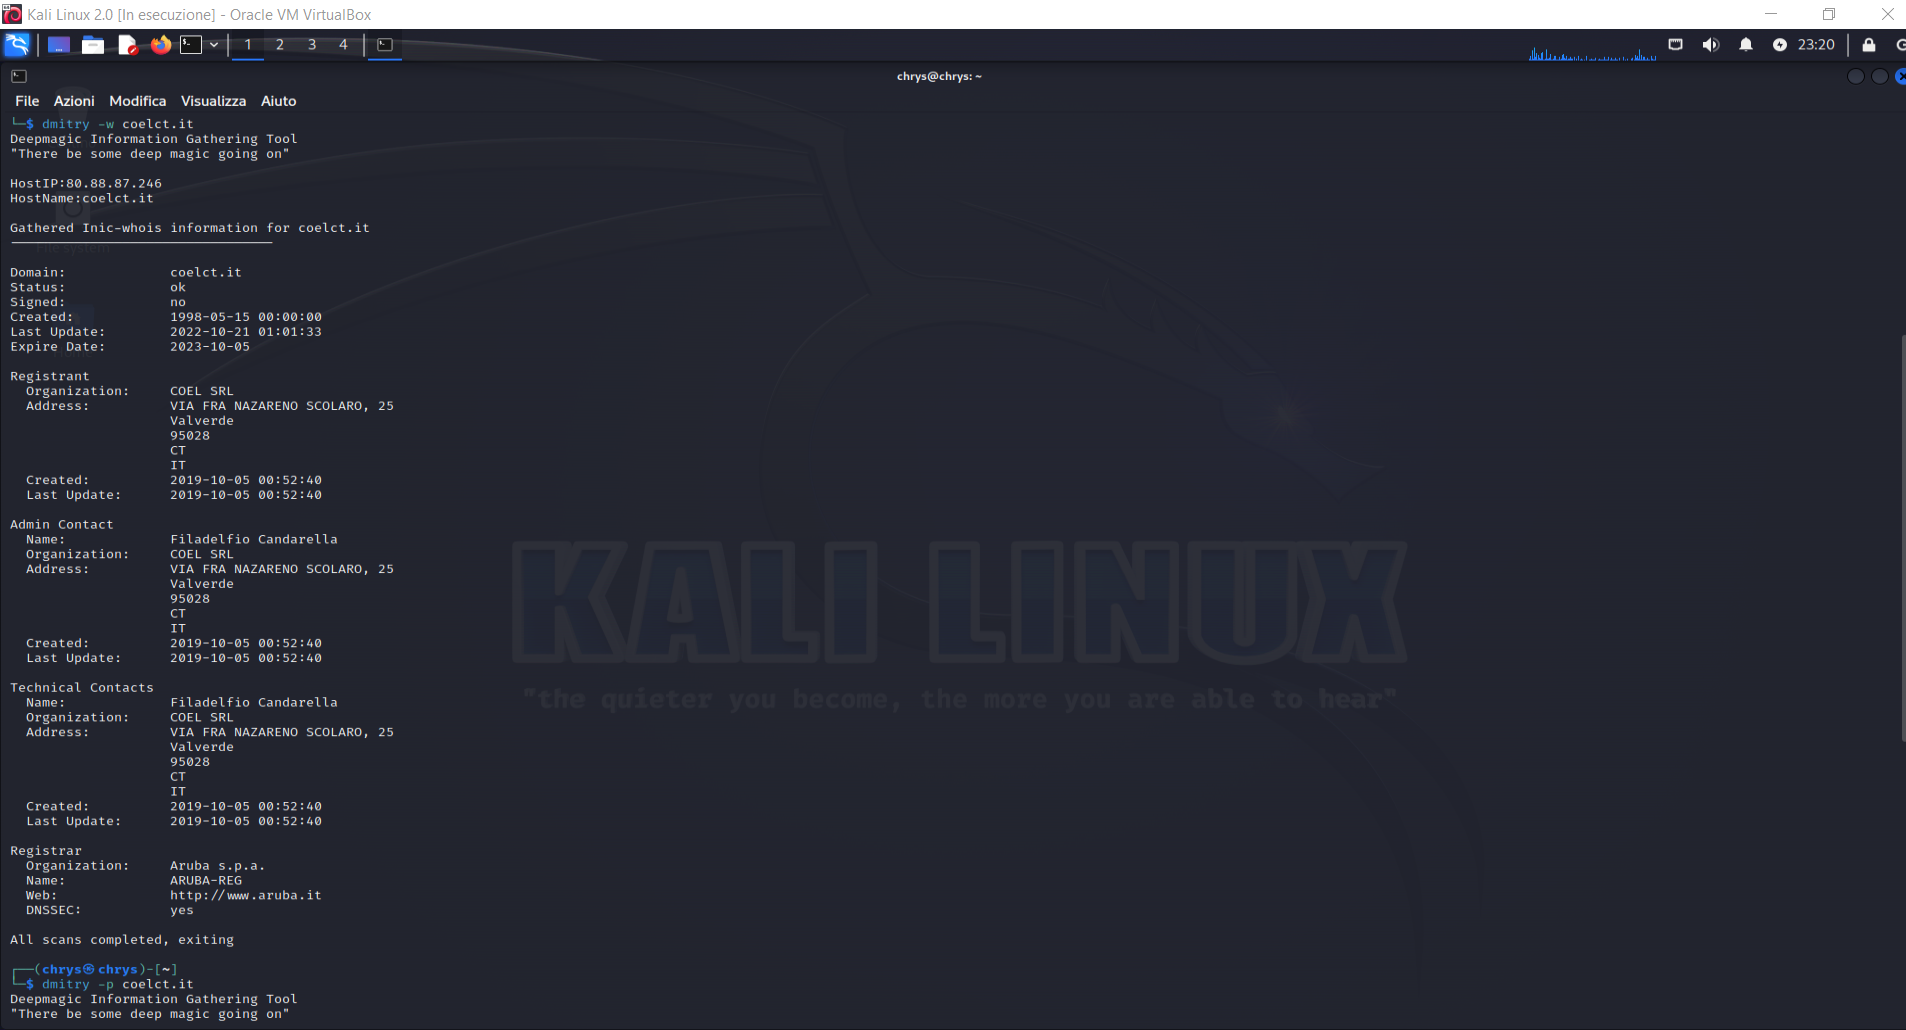 Kali Linux 2.0 [In esecuzione] - Oracle VM VirtualBox
1 2 3 4
23:20
chrys@chrys: ~
File Azioni Modifica Visualizza Aiuto
└─$ dmitry -w coelct.it
Deepmagic Information Gathering Tool
"There be some deep magic going on"
HostIP:80.88.87.246
HostName:coelct.it
Gathered Inic-whois information for coelct.it
File system
Domain: coelct.it
Status: ok
Signed: no
Created: 1998-05-15 00:00:00
Last Update: 2022-10-21 01:01:33
Expire Date: 2023-10-05
Registrant
Organization: COEL SRL
Address: VIA FRA NAZARENO SCOLARO, 25
Valverde
95028
CT
IT
Created: 2019-10-05 00:52:40
Last Update: 2019-10-05 00:52:40
Admin Contact
Name: Filadelfio Candarella
Organization: COEL SRL
Address: VIA FRA NAZARENO SCOLARO, 25
Valverde
95028
CT
IT
Created: 2019-10-05 00:52:40
Last Update: 2019-10-05 00:52:40
Technical Contacts
Name: Filadelfio Candarella
Organization: COEL SRL
Address: VIA FRA NAZARENO SCOLARO, 25
Valverde
95028
CT
IT
Created: 2019-10-05 00:52:40
Last Update: 2019-10-05 00:52:40
Registrar
Organization: Aruba s.p.a.
Name: ARUBA-REG
Web: http://www.aruba.it
DNSSEC: yes
All scans completed, exiting
┌──(chrys㉿chrys)-[~]
└─$ dmitry -p coelct.it
Deepmagic Information Gathering Tool
"There be some deep magic going on"
KALI LINUX
"the quieter you become, the more you are able to hear"